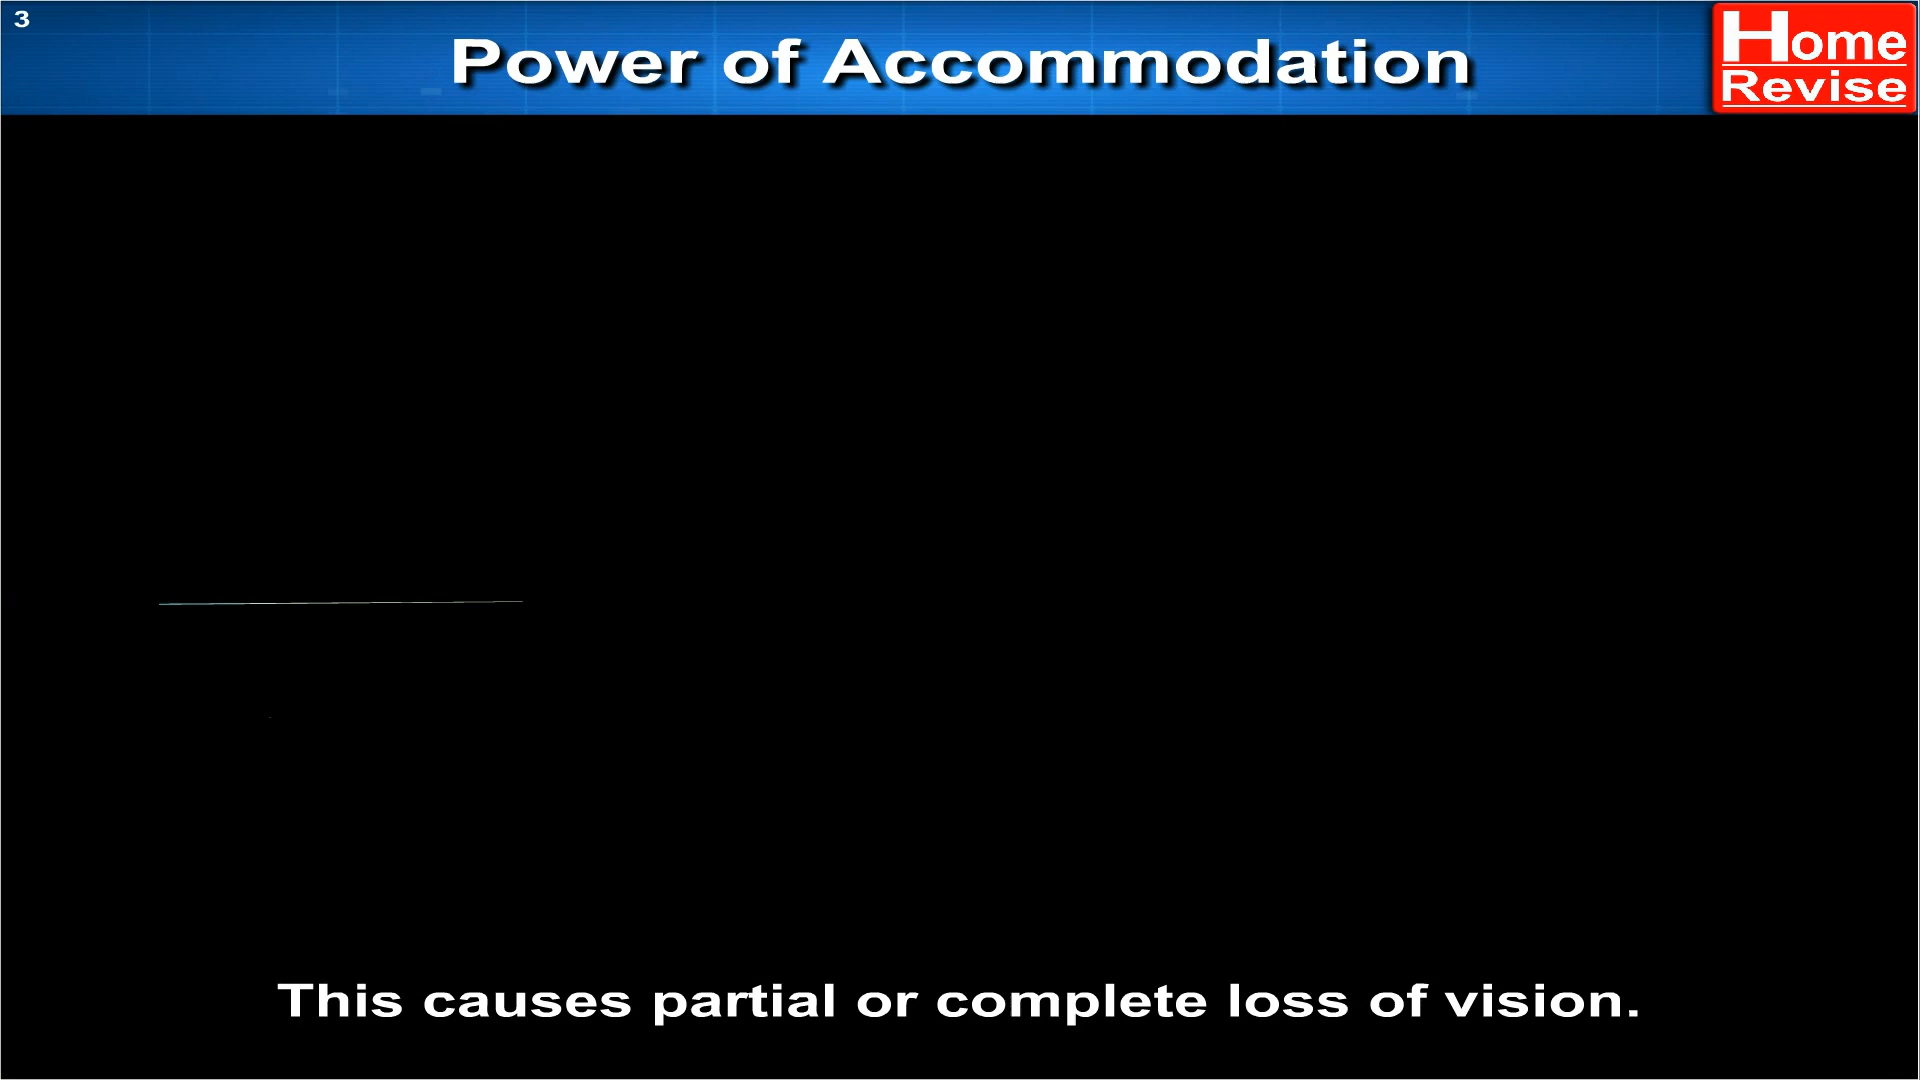 3
Power of Accommodation
Home
Revise
This causes partial or complete loss of vision.